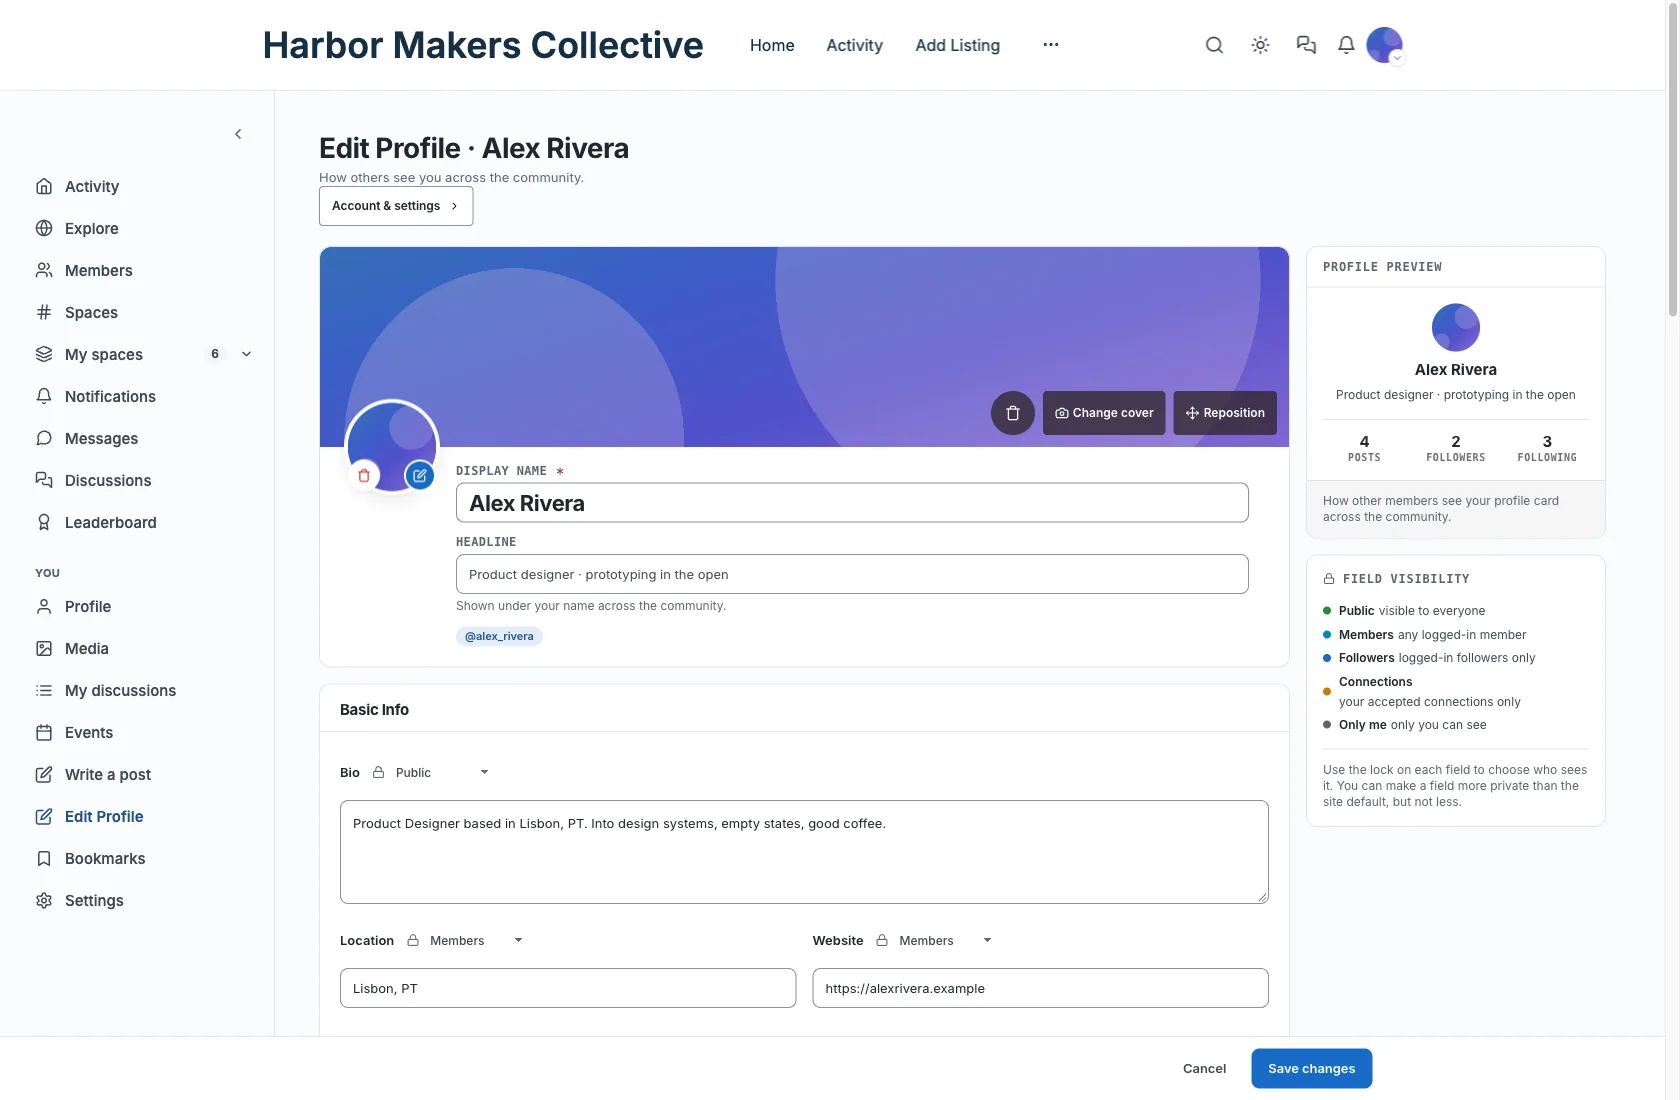 Harbor Makers Collective
Home
Activity
Add Listing
Activity
Explore
Members
Spaces
My spaces
6
Notifications
Messages
Discussions
Leaderboard
YOU
Profile
Media
My discussions
Events
Write a post
Edit Profile
Bookmarks
Settings
Edit Profile · Alex Rivera
How others see you across the community.
Account & settings
Change cover
Reposition
DISPLAY NAME *
Alex Rivera
HEADLINE
Product designer · prototyping in the open
Shown under your name across the community.
@alex_rivera
Basic Info
Bio
Public
Product Designer based in Lisbon, PT. Into design systems, empty states, good coffee.
Location
Members
Website
Members
Lisbon, PT
https://alexrivera.example
PROFILE PREVIEW
Alex Rivera
Product designer · prototyping in the open
4
2
3
POSTS
FOLLOWERS
FOLLOWING
How other members see your profile card
across the community.
FIELD VISIBILITY
Public visible to everyone
Members any logged-in member
Followers logged-in followers only
Connections
your accepted connections only
Only me only you can see
Use the lock on each field to choose who sees
it. You can make a field more private than the
site default, but not less.
Cancel
Save changes